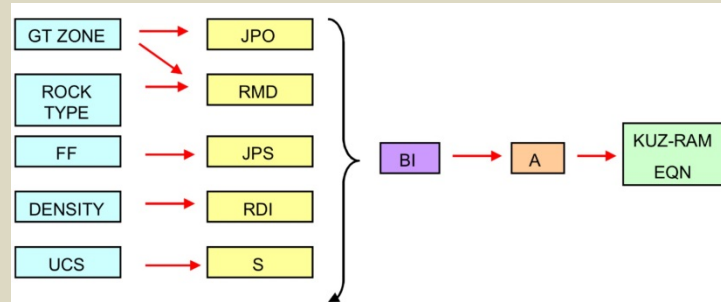 GT ZONE
JPO
ROCK
TYPE
RMD
FF
JPS
DENSITY
RDI
UCS
S
BI
A
KUZ-RAM
EQN